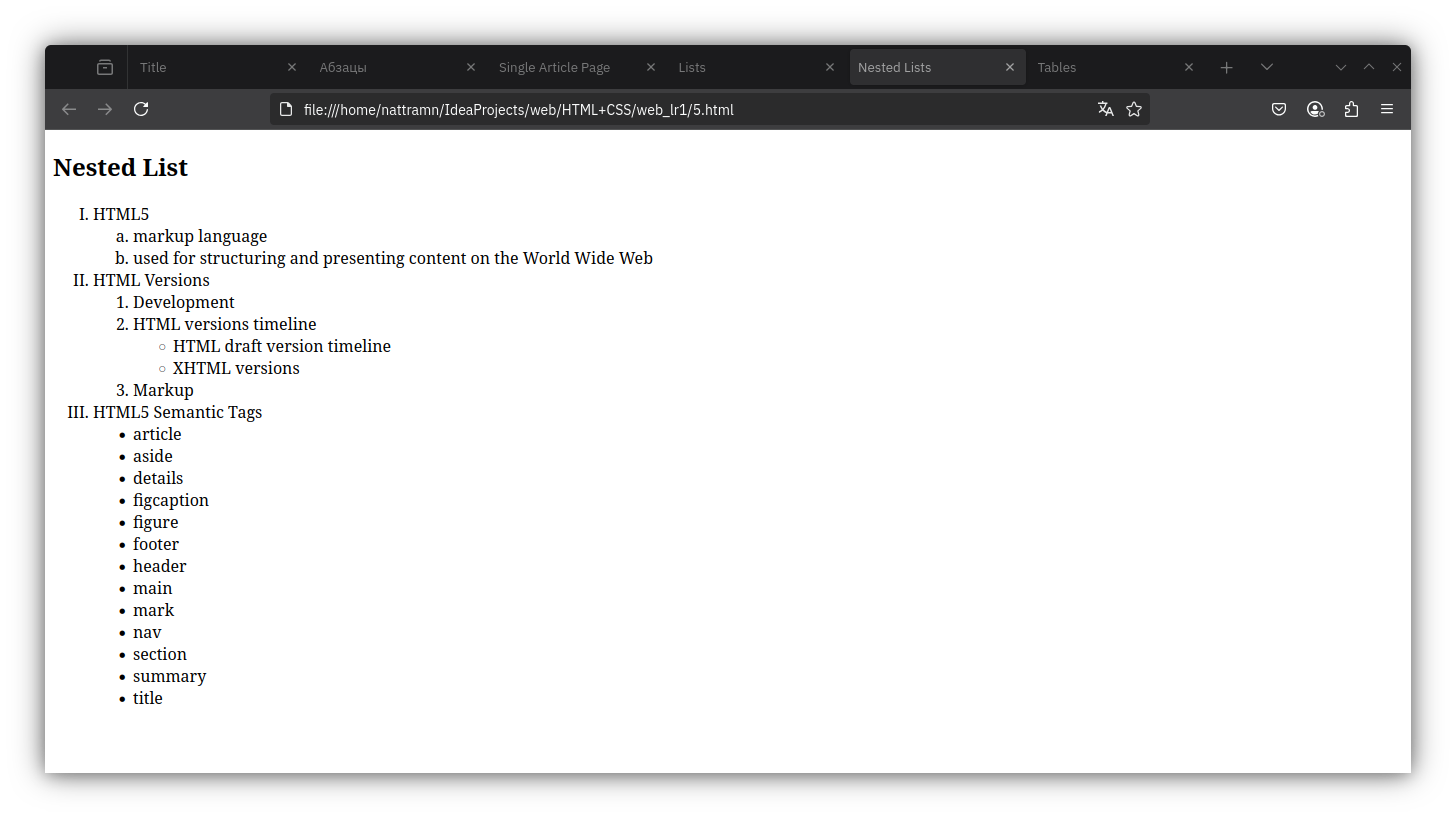 Title
Абзацы
Single Article Page
Lists
Nested Lists
Tables
file:///home/nattramn/IdeaProjects/web/HTML+CSS/web_lr1/5.html
Nested List
I. HTML5
a. markup language
b. used for structuring and presenting content on the World Wide Web
II. HTML Versions
1. Development
2. HTML versions timeline
HTML draft version timeline
XHTML versions
3. Markup
III. HTML5 Semantic Tags
article
aside
details
figcaption
figure
footer
header
main
mark
nav
section
summary
title